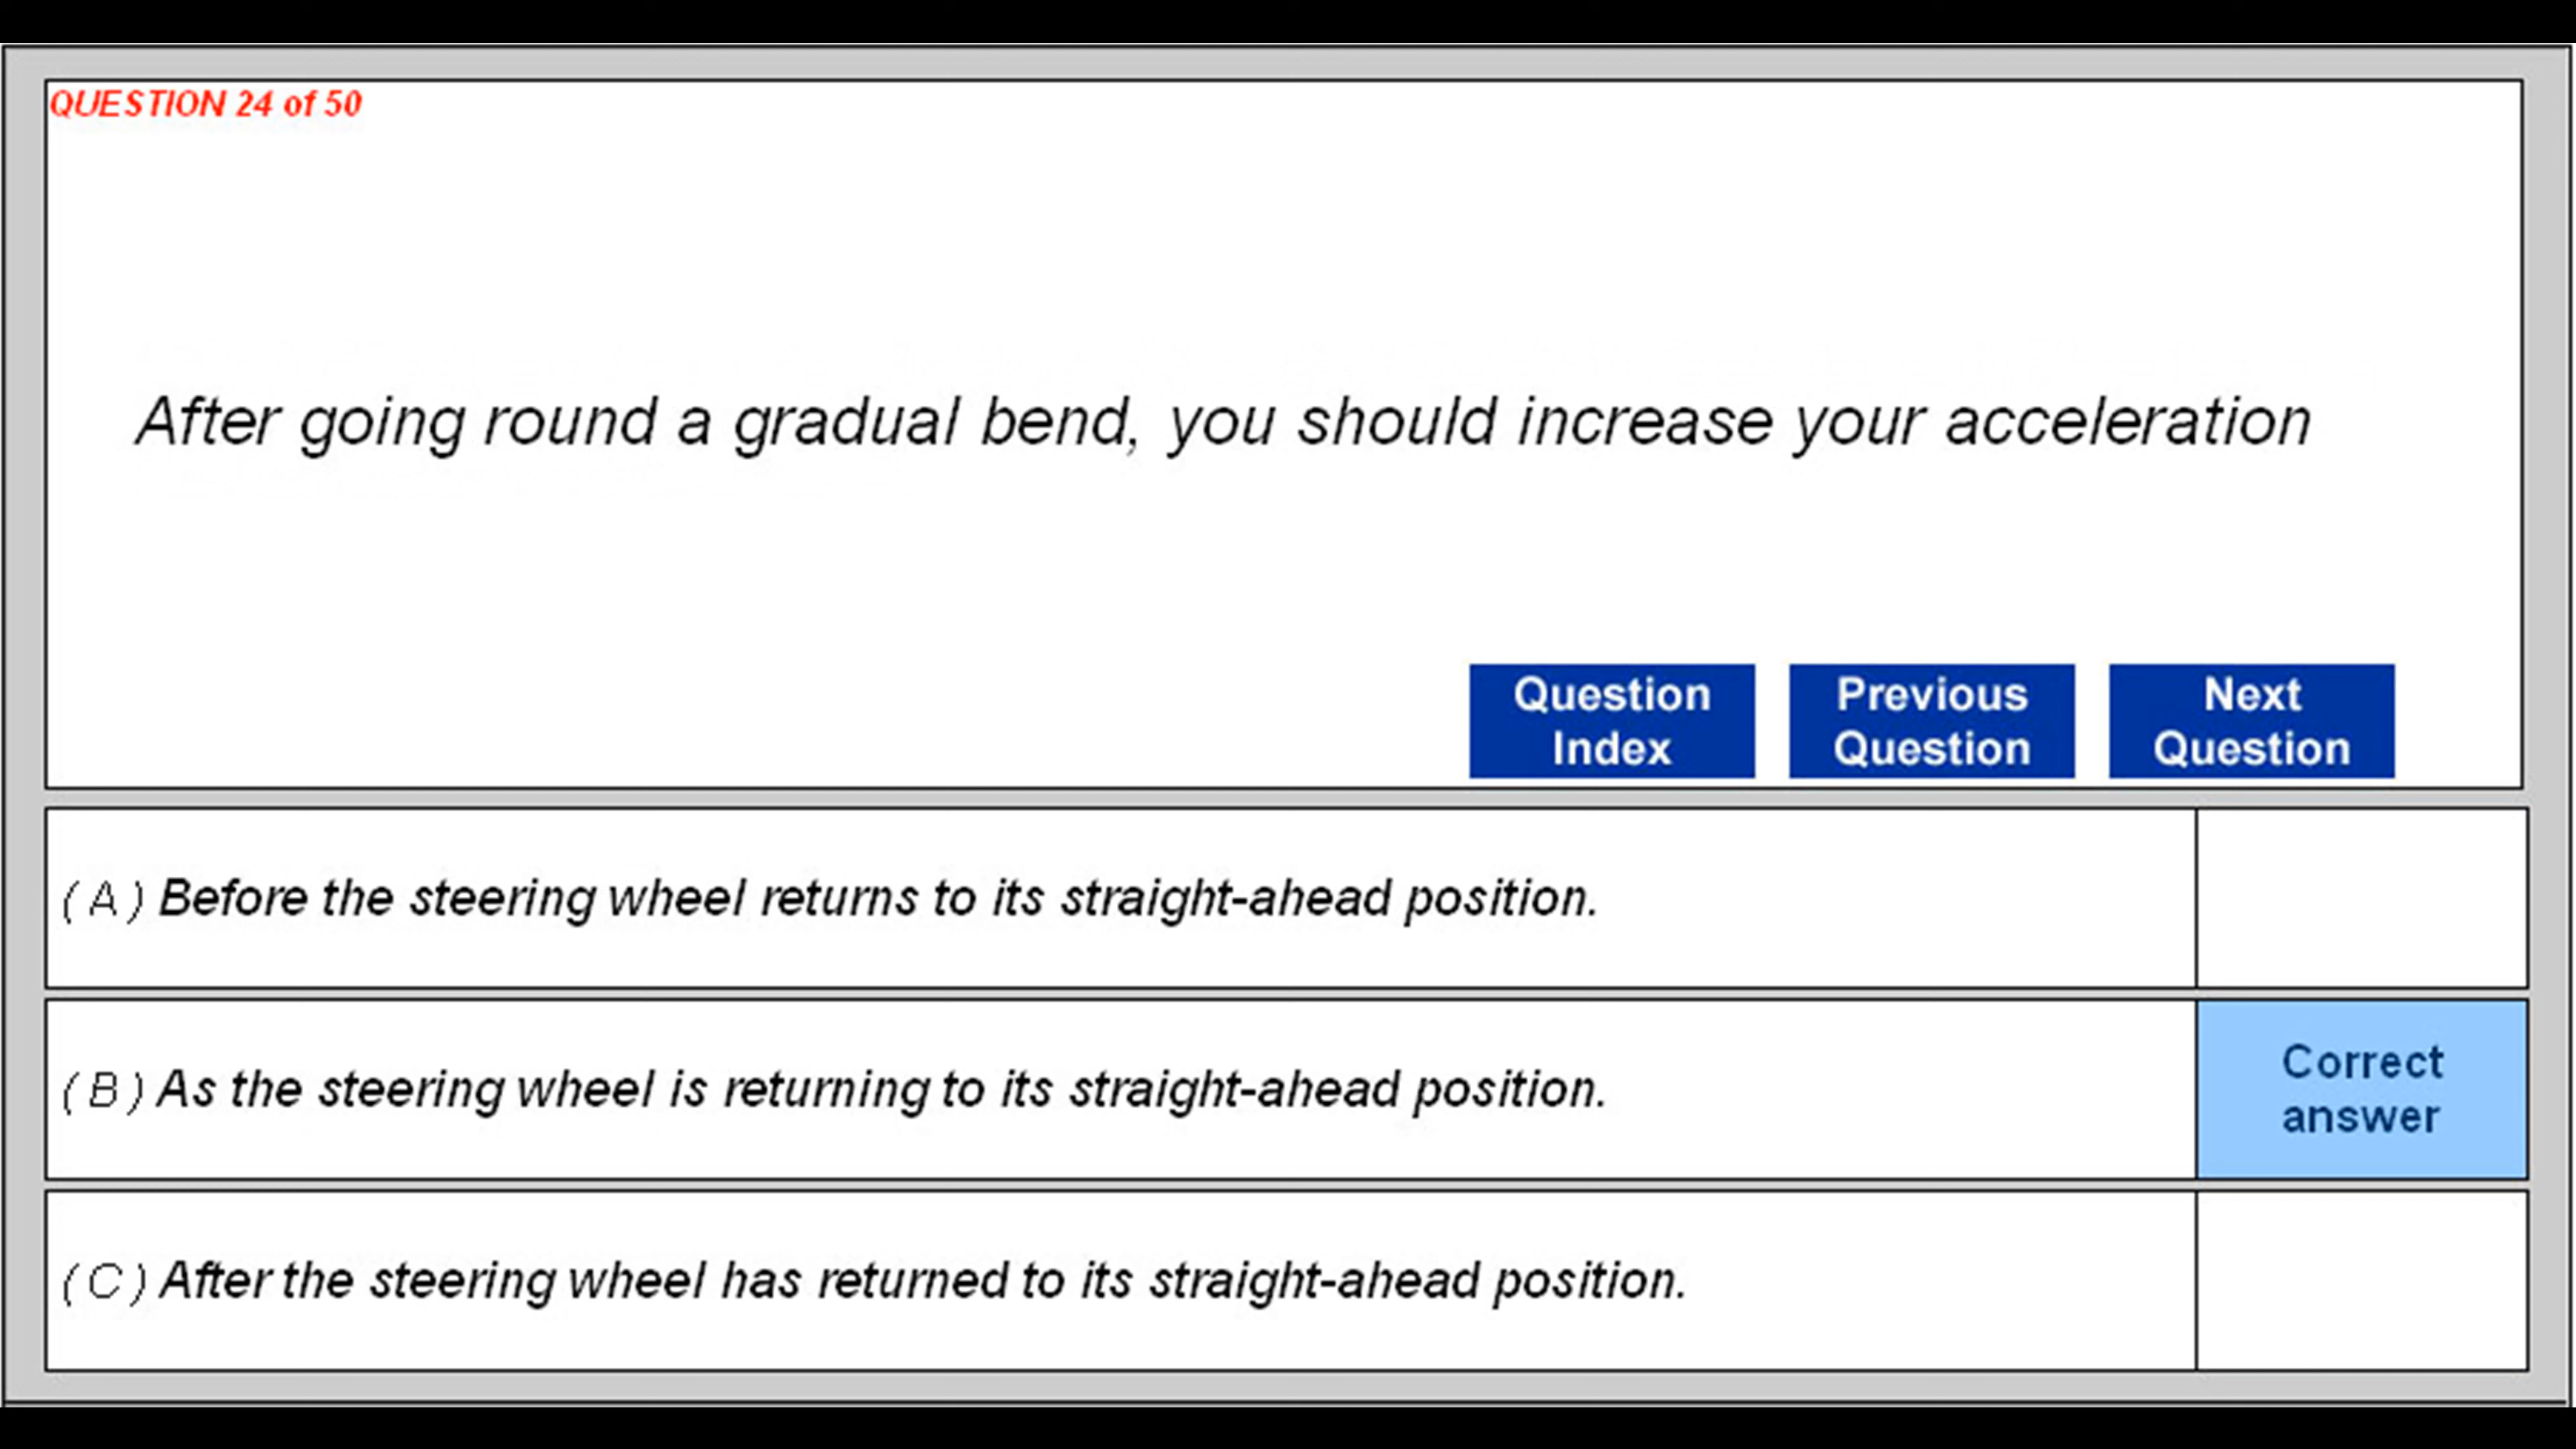 QUESTION 24 of 50
After going round a gradual bend, you should increase your acceleration
Question Index
Previous Question
Next Question
(A) Before the steering wheel returns to its straight-ahead position.
(B) As the steering wheel is returning to its straight-ahead position.
Correct answer
(C) After the steering wheel has returned to its straight-ahead position.